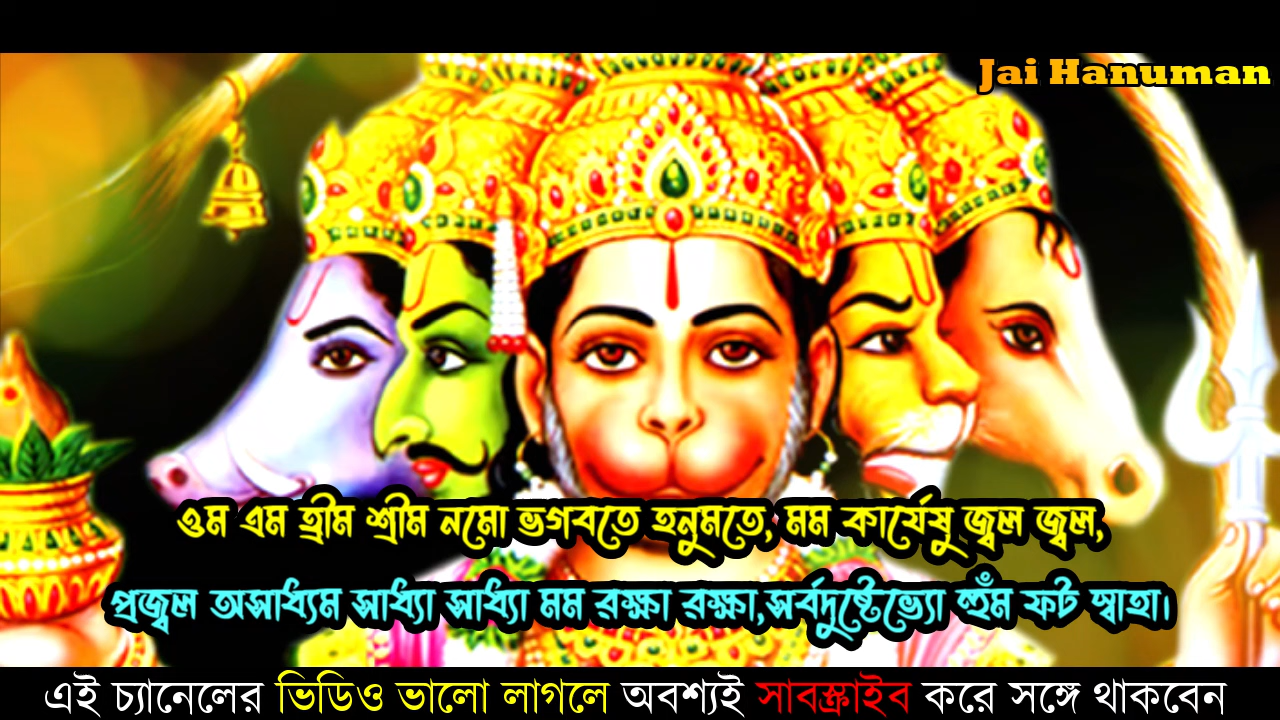 Jai Hanuman
ওম এম হ্রীম শ্রীম নমো ভগবতে হনুমতে, মম কার্যেষু জ্বল জ্বল,
প্রজ্বল অসাধ্যম সাধ্যা সাধ্যা মম রক্ষা রক্ষা,সর্বদুষ্টেভ্যো হুঁম ফট স্বাহা।
এই চ্যানেলের ভিডিও ভালো লাগলে অবশ্যই সাবস্ক্রাইব করে সঙ্গে থাকবেন